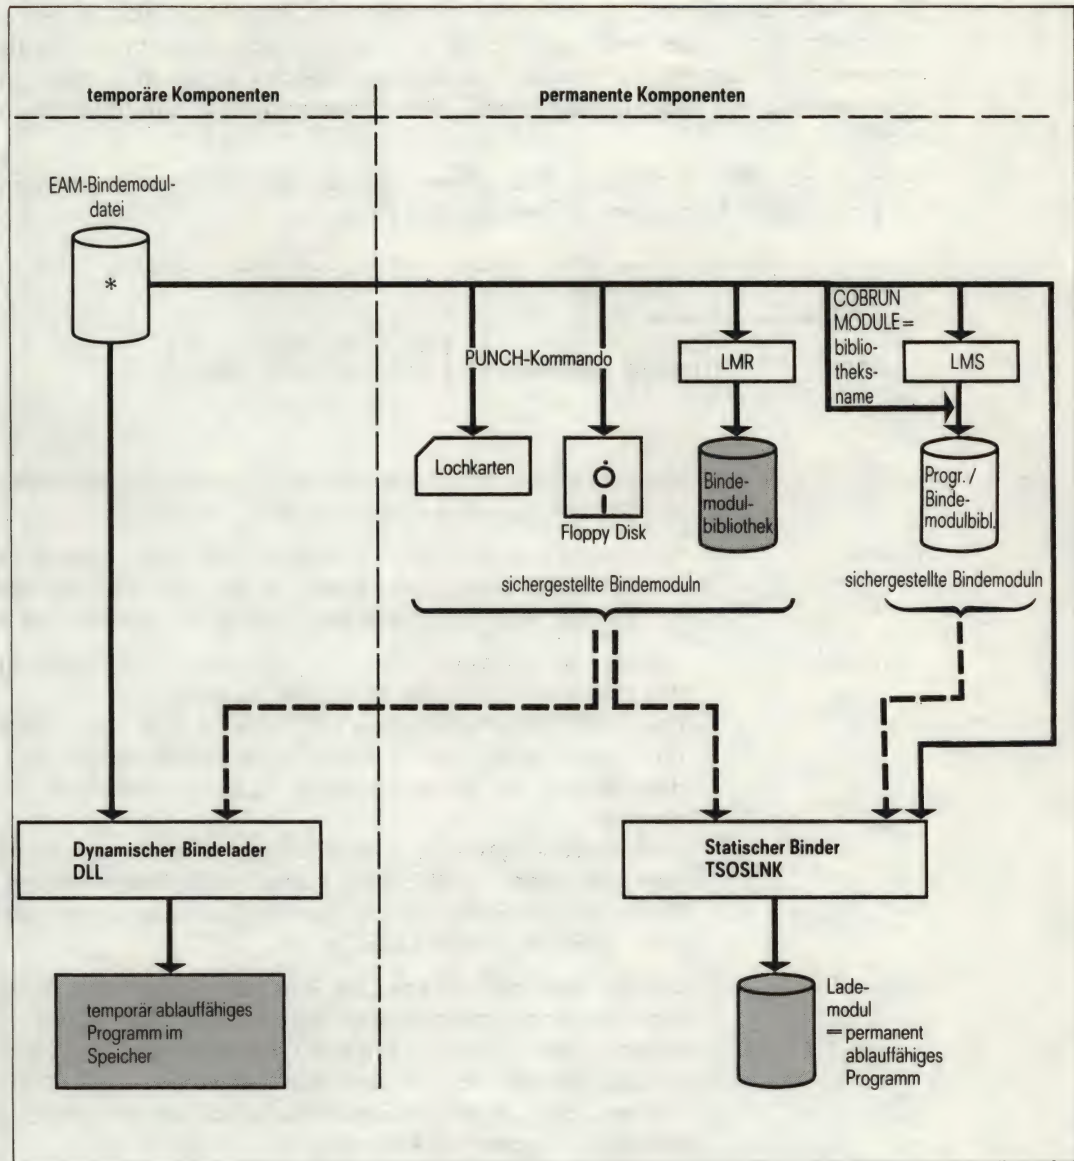 temporäre Komponenten
permanente Komponenten
EAM-Bindemodul-
datei
*
PUNCH-Kommando
LMR
COBRUN
MODULE=
biblio-
theks-
name
LMS
Lochkarten
Floppy Disk
Binde-
modul-
bibliothek
Progr./
Binde-
modulbibl.
sichergestellte Bindemoduln
sichergestellte Bindemoduln
Dynamischer Bindelader
DLL
Statischer Binder
TSOSLNK
temporär ablauffähiges
Programm im
Speicher
Lade-
modul
= permanent
ablauffähiges
Programm